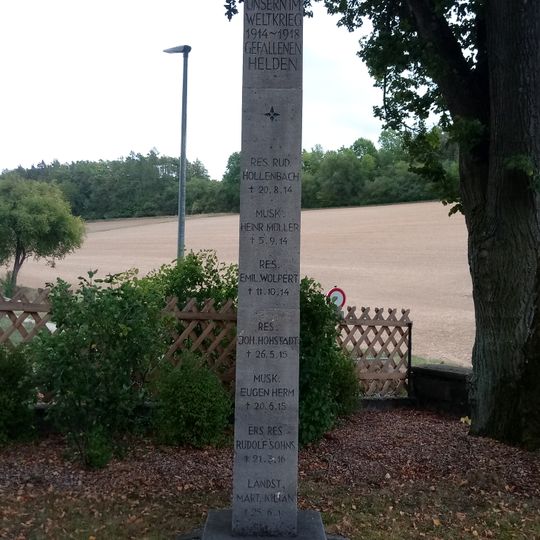 UNSERN IM
WELTKRIEG
1914~1918
GEFALLENEN
HELDEN
RES. RUD.
HOLLENBACH
† 20.8.14
MUSK.
HEINR MÖLLER
† 5.9.14
RES.
EMIL WOLPERT
† 11.10.14
RES.
JOH. HOHSTADT
† 26.5.15
MUSK.
EUGEN HERM
† 20.6.15
ERS. RES.
RUDOLF SOHNS
† 21.3.16
LANDST.
MART. KILIAN